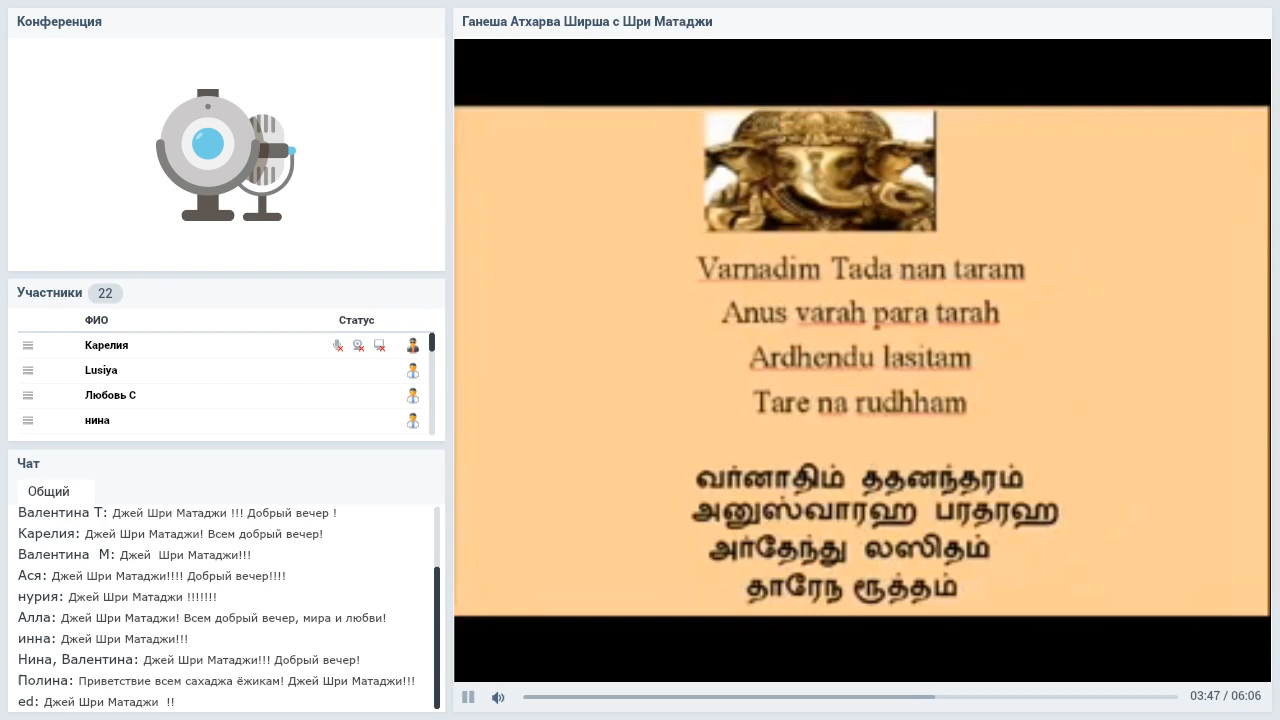 Конференция
Участники 22
ФИО Статус
Карелия
Lusiya
Любовь С
нина
Чат
Общий
Валентина Т: Джей Шри Матаджи !!! Добрый вечер !
Карелия: Джей Шри Матаджи! Всем добрый вечер!
Валентина М: Джей Шри Матаджи!!!
Ася: Джей Шри Матаджи!!!! Добрый вечер!!!!
нурия: Джей Шри Матаджи !!!!!!!
Алла: Джей Шри Матаджи! Всем добрый вечер, мира и любви!
инна: Джей Шри Матаджи!!!
Нина, Валентина: Джей Шри Матаджи!!! Добрый вечер!
Полина: Приветствие всем сахаджа ёжикам! Джей Шри Матаджи!!!
ed: Джей Шри Матаджи !!
Ганеша Атхарва Ширша с Шри Матаджи
Varnadim Tada nan taram
Anus varah para tarah
Ardhendu lasitam
Tare na rudhham
வர்னாதிம் ததனந்தரம்
அனுஸ்வாரஹ பரதரஹ
அர்தேந்து லஸிதம்
தாரேந ரூத்தம்
03:47 / 06:06